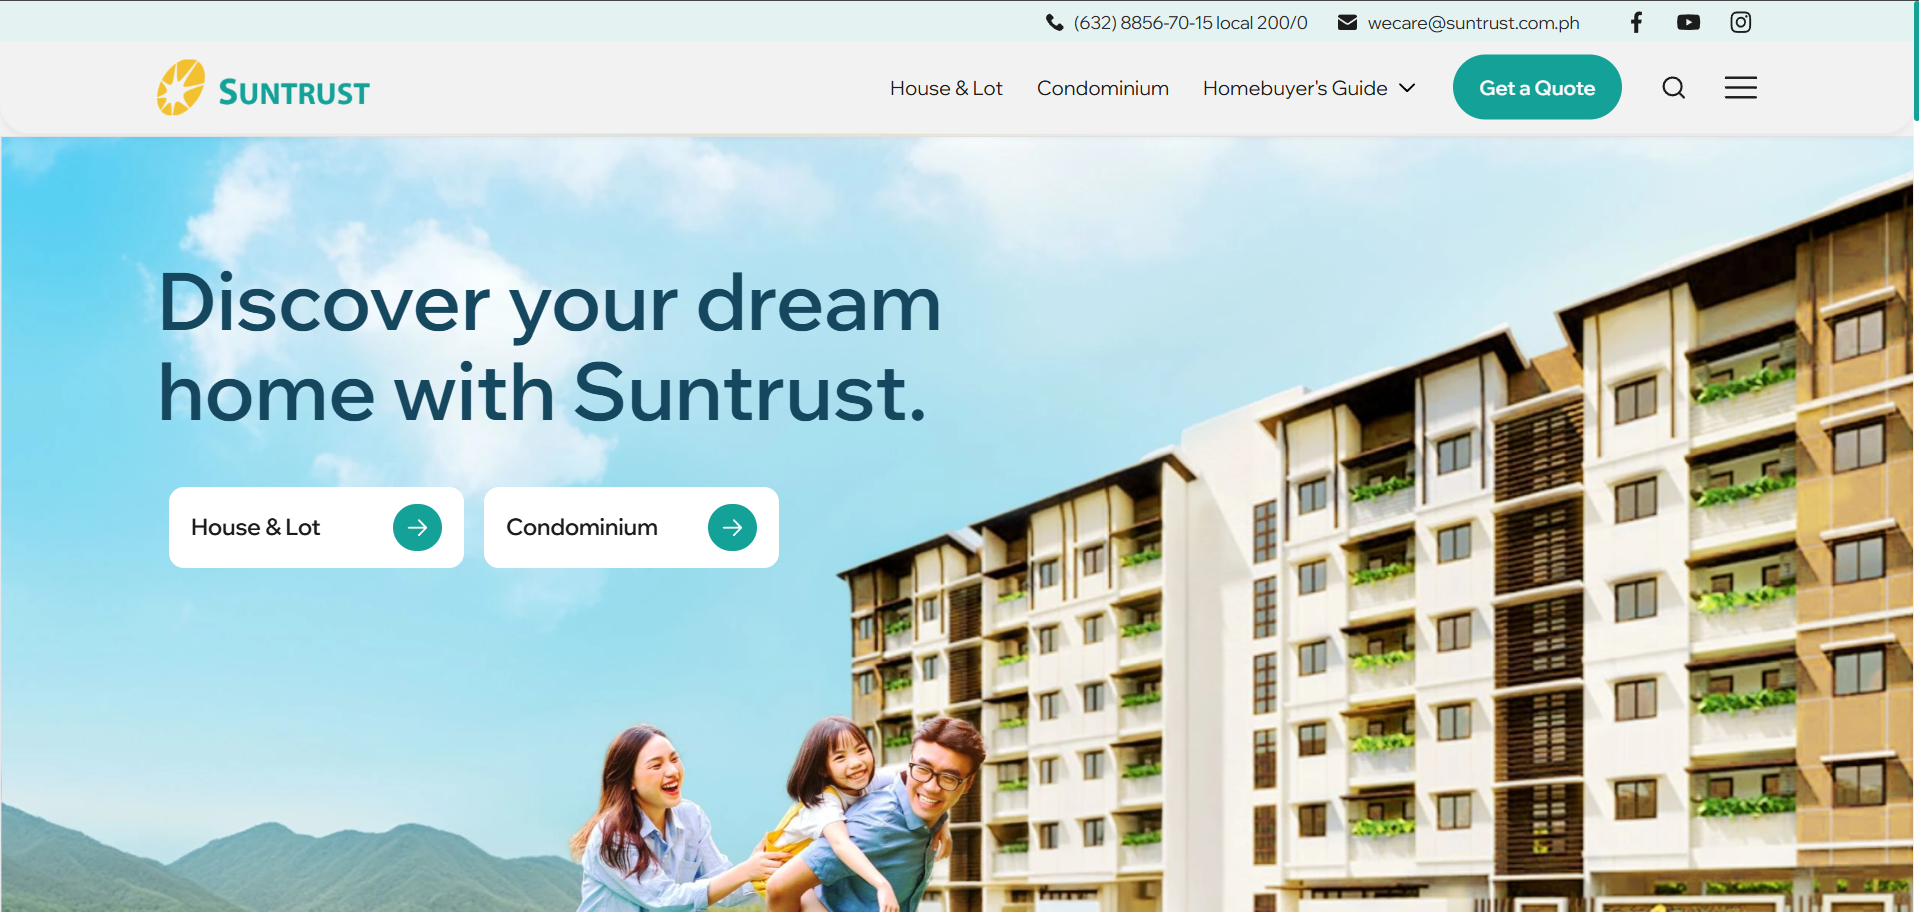 (632) 8856-70-15 local 200/0 wecare@suntrust.com.ph
SUNTRUST House & Lot Condominium Homebuyer's Guide Get a Quote
Discover your dream
home with Suntrust.
House & Lot Condominium